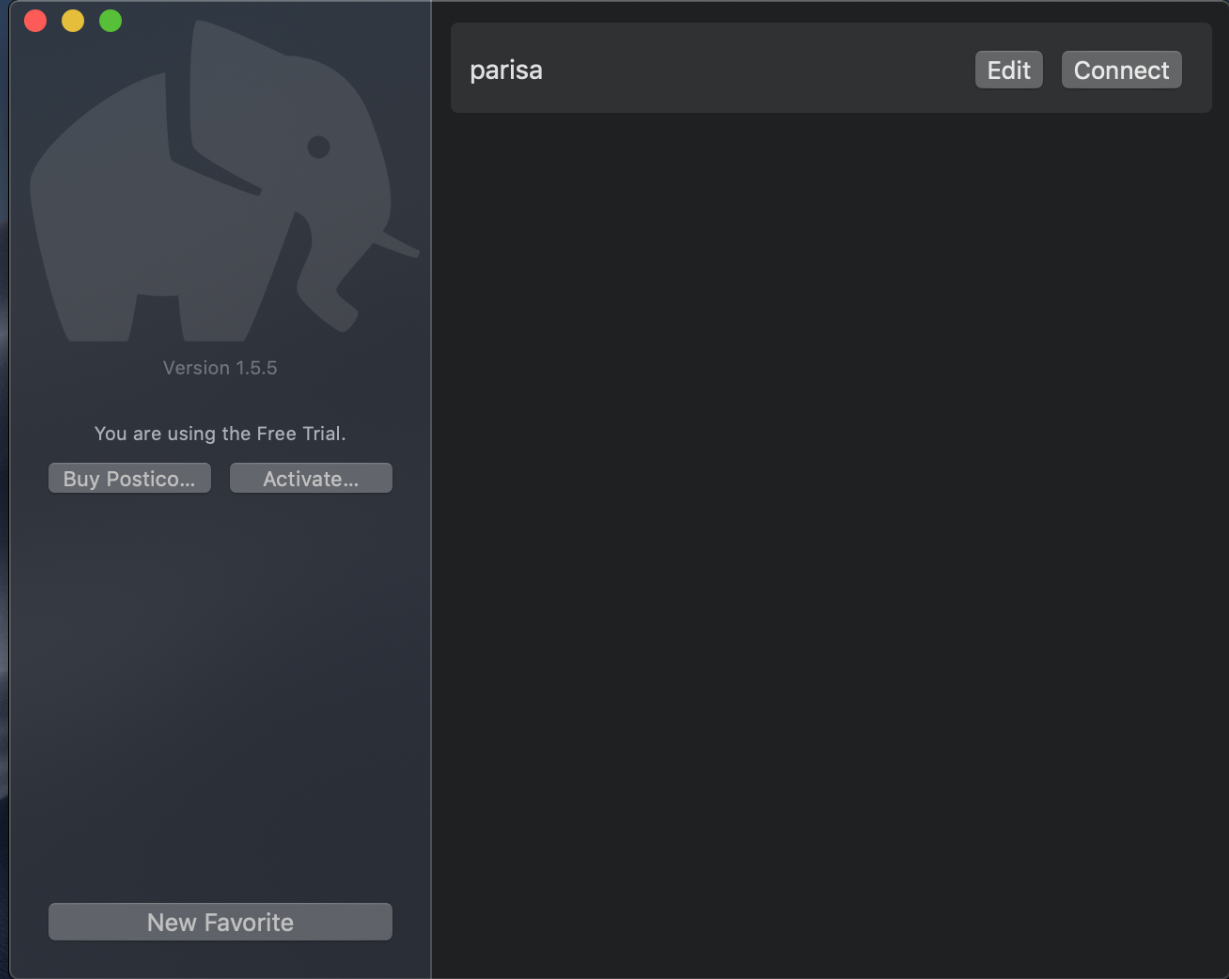 parisa
Edit
Connect
Version 1.5.5
You are using the Free Trial.
Buy Postico...
Activate...
New Favorite